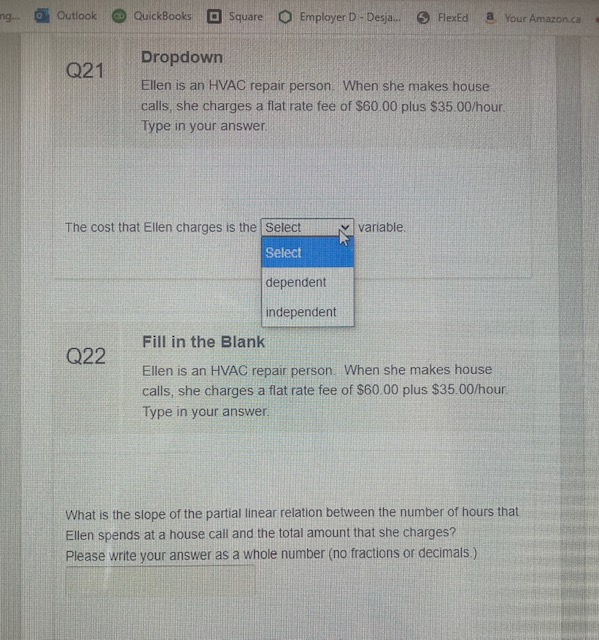 ng... Outlook QuickBooks Square Employer D - Desja... FlexEd Your Amazon.ca
Q21
Dropdown
Ellen is an HVAC repair person. When she makes house
calls, she charges a flat rate fee of $60.00 plus $35.00/hour.
Type in your answer.
The cost that Ellen charges is the Select variable.
Select
dependent
independent
Q22
Fill in the Blank
Ellen is an HVAC repair person. When she makes house
calls, she charges a flat rate fee of $60.00 plus $35.00/hour.
Type in your answer.
What is the slope of the partial linear relation between the number of hours that
Ellen spends at a house call and the total amount that she charges?
Please write your answer as a whole number (no fractions or decimals.)